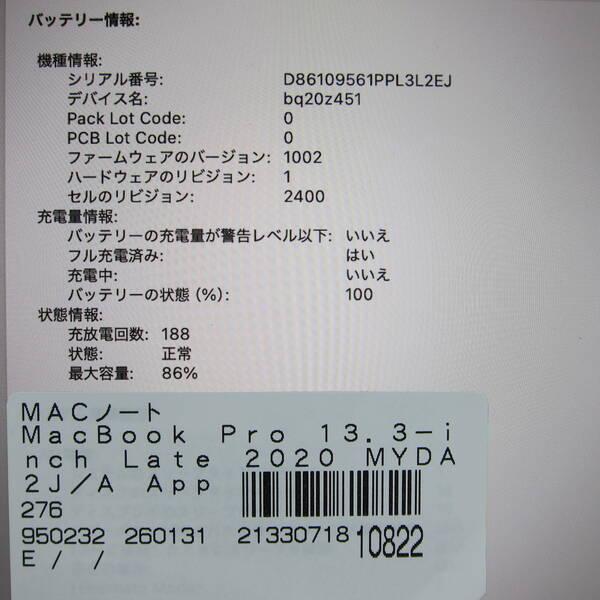 バッテリー情報:
機種情報:
シリアル番号: D86109561PPL3L2EJ
デバイス名: bq20z451
Pack Lot Code: 0
PCB Lot Code: 0
ファームウェアのバージョン: 1002
ハードウェアのリビジョン: 1
セルのリビジョン: 2400
充電量情報:
バッテリーの充電量が警告レベル以下: いいえ
フル充電済み: はい
充電中: いいえ
バッテリーの状態 (%): 100
状態情報:
充放電回数: 188
状態: 正常
最大容量: 86%
MACノート
MacBook Pro 13.3-i
nch Late 2020 MYDA
2J/A App
276
950232 260131 21330718 10822
E / /